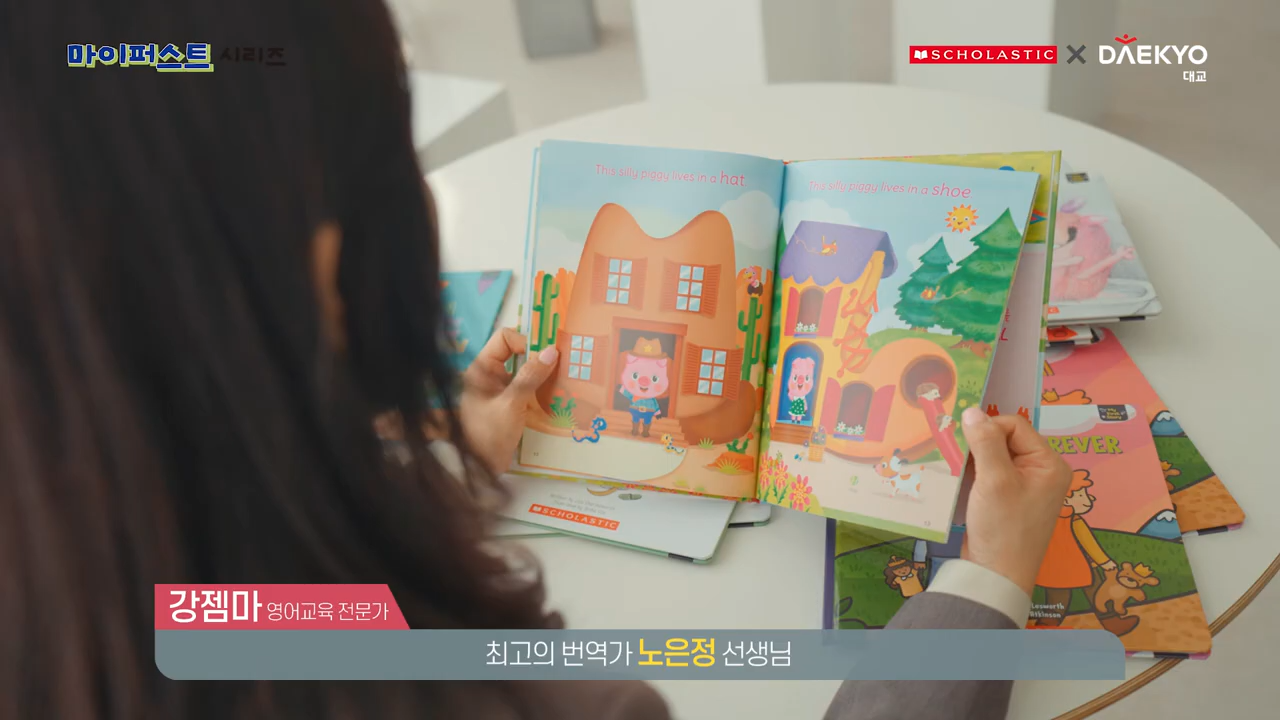 마이퍼스트 시리즈
SCHOLASTIC × DAEKYO
대교
This silly piggy lives in a hat
This silly piggy lives in a shoe
REVER
SCHOLASTIC
강젬마 영어교육 전문가
최고의 번역가 노은정 선생님